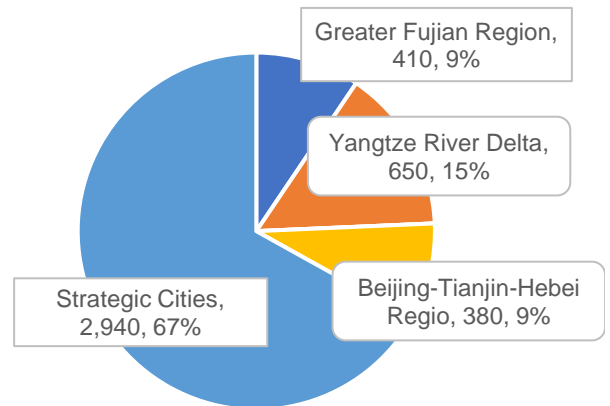 Greater Fujian Region,
410, 9%
Yangtze River Delta,
650, 15%
Beijing-Tianjin-Hebei
Regio, 380, 9%
Strategic Cities,
2,940, 67%